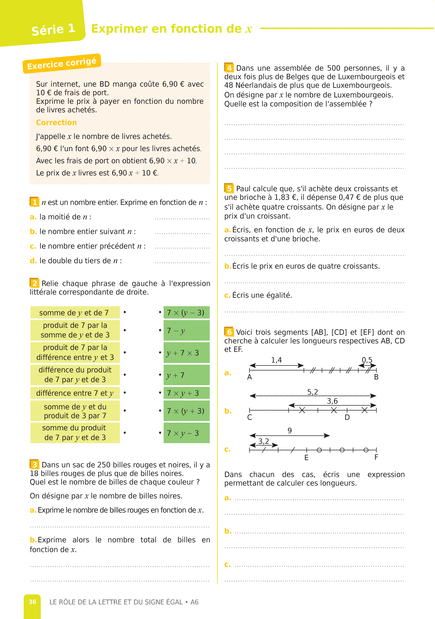 Série 1
Exprimer en fonction de x
Exercice corrigé
Sur internet, une BD manga coûte 6,90 € avec
10 € de frais de port.
Exprime le prix à payer en fonction du nombre
de livres achetés.
Correction
J'appelle x le nombre de livres achetés.
6,90 € l'un font 6,90 × x pour les livres achetés.
Avec les frais de port on obtient 6,90 × x + 10.
Le prix de x livres est 6,90 x + 10 €.
1 n est un nombre entier. Exprime en fonction de n :
a. la moitié de n :
b. le nombre entier suivant n :
c. le nombre entier précédent n :
d. le double du tiers de n :
2 Relie chaque phrase de gauche à l'expression
littérale correspondante de droite.
somme de y et de 7 • • 7 × (y − 3)
produit de 7 par la
somme de y et de 3 • • 7 − y
produit de 7 par la
différence entre y et 3 • • y + 7 × 3
différence du produit
de 7 par y et de 3 • • y + 7
différence entre 7 et y • • 7 × y + 3
somme de y et du
produit de 3 par 7 • • 7 × (y + 3)
somme du produit
de 7 par y et de 3 • • 7 × y − 3
3 Dans un sac de 250 billes rouges et noires, il y a
18 billes rouges de plus que de billes noires.
Quel est le nombre de billes de chaque couleur ?
On désigne par x le nombre de billes noires.
a. Exprime le nombre de billes rouges en fonction de x.
b. Exprime alors le nombre total de billes en
fonction de x.
4 Dans une assemblée de 500 personnes, il y a
deux fois plus de Belges que de Luxembourgeois et
48 Néerlandais de plus que de Luxembourgeois.
On désigne par x le nombre de Luxembourgeois.
Quelle est la composition de l'assemblée ?
5 Paul calcule que, s'il achète deux croissants et
une brioche à 1,83 €, il dépense 0,47 € de plus que
s'il achète quatre croissants. On désigne par x le
prix d'un croissant.
a. Écris, en fonction de x, le prix en euros de deux
croissants et d'une brioche.
b. Écris le prix en euros de quatre croissants.
c. Écris une égalité.
6 Voici trois segments [AB], [CD] et [EF] dont on
cherche à calculer les longueurs respectives AB, CD
et EF.
1,4 0,5
a.
A B
5,2
3,6
b.
C D
9
3,2
c.
E F
Dans chacun des cas, écris une expression
permettant de calculer ces longueurs.
a.
b.
c.
36 LE RÔLE DE LA LETTRE ET DU SIGNE ÉGAL • A6